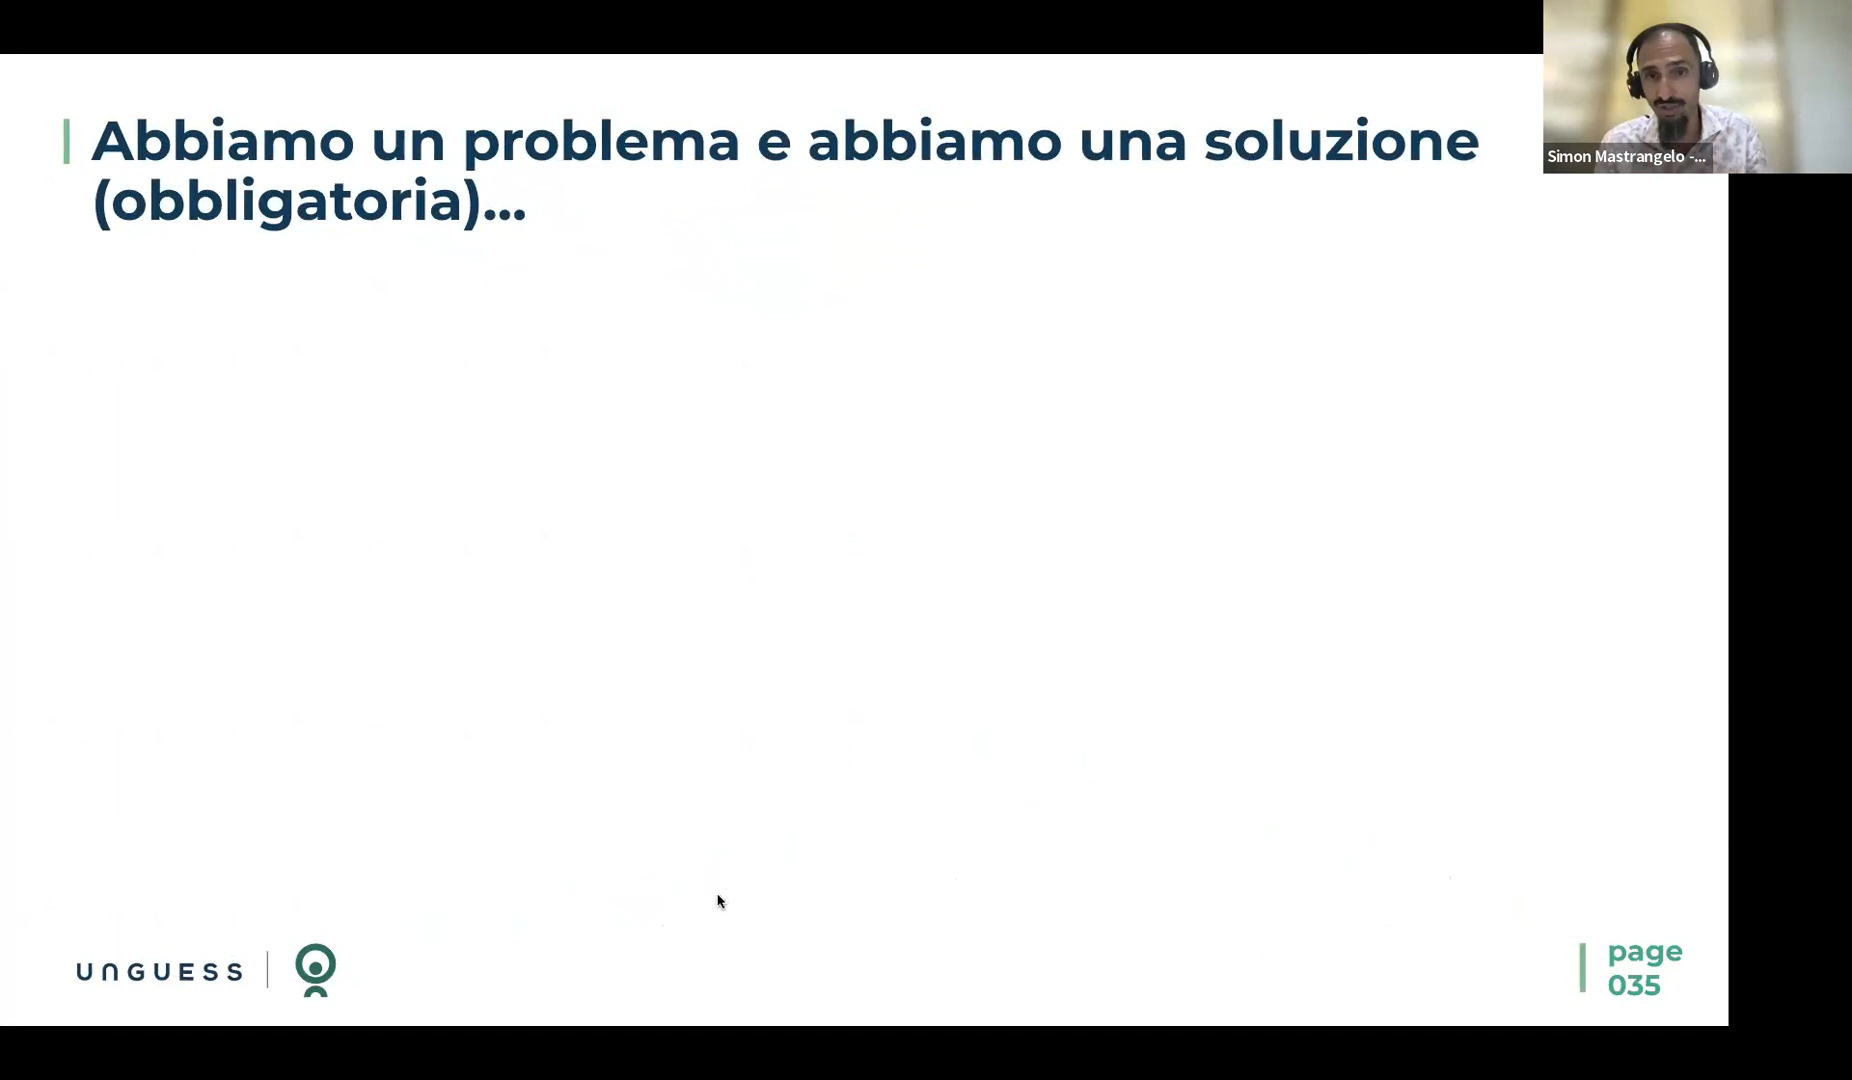 Abbiamo un problema e abbiamo una soluzione
(obbligatoria)...
Simon Mastrangelo -...
UNGUESS
page
035